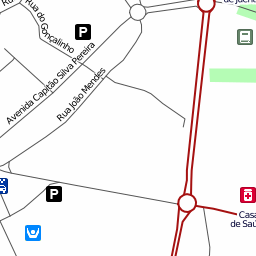 Rua do Gonçalinho
Avenida Capitão Silva Pereira
Rua João Mendes
P
P
Casa
de Saú